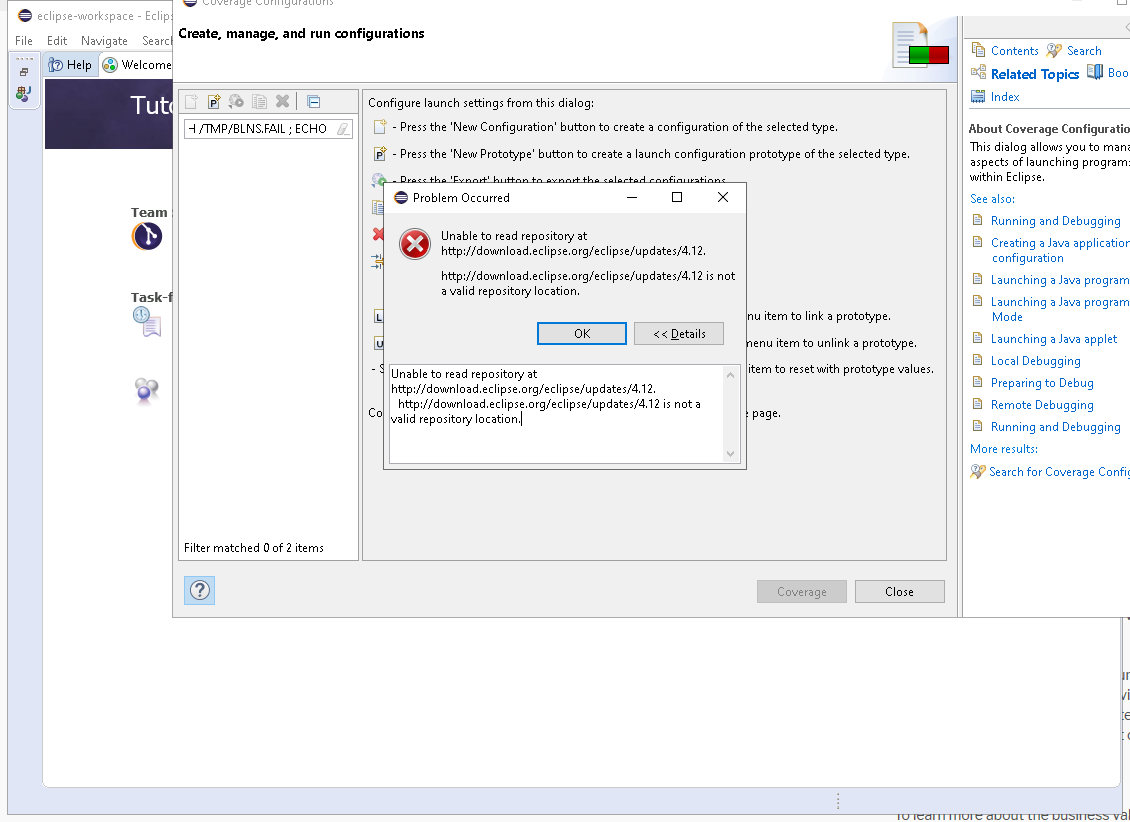 eclipse-workspace - Eclips
File Edit Navigate Search
Help
Welcome
Tuto
Team
Task-f
Coverage Configurations
Create, manage, and run configurations
/TMP/BLNS.FAIL ; ECHO
Filter matched 0 of 2 items
Configure launch settings from this dialog:
- Press the 'New Configuration' button to create a configuration of the selected type.
- Press the 'New Prototype' button to create a launch configuration prototype of the selected type.
- Press the 'Export' button to export the selected configurations.
nu item to link a prototype.
menu item to unlink a prototype.
- S
item to reset with prototype values.
Co
e page.
Coverage
Close
Problem Occurred
Unable to read repository at
http://download.eclipse.org/eclipse/updates/4.12.
http://download.eclipse.org/eclipse/updates/4.12 is not
a valid repository location.
OK
<< Details
Unable to read repository at
http://download.eclipse.org/eclipse/updates/4.12.
http://download.eclipse.org/eclipse/updates/4.12 is not a
valid repository location.
Contents Search
Related Topics Boo
Index
About Coverage Configuratio
This dialog allows you to mana
aspects of launching programs
within Eclipse.
See also:
Running and Debugging
Creating a Java application
configuration
Launching a Java program
Launching a Java program
Mode
Launching a Java applet
Local Debugging
Preparing to Debug
Remote Debugging
Running and Debugging
More results:
Search for Coverage Config
To learn more about the business val